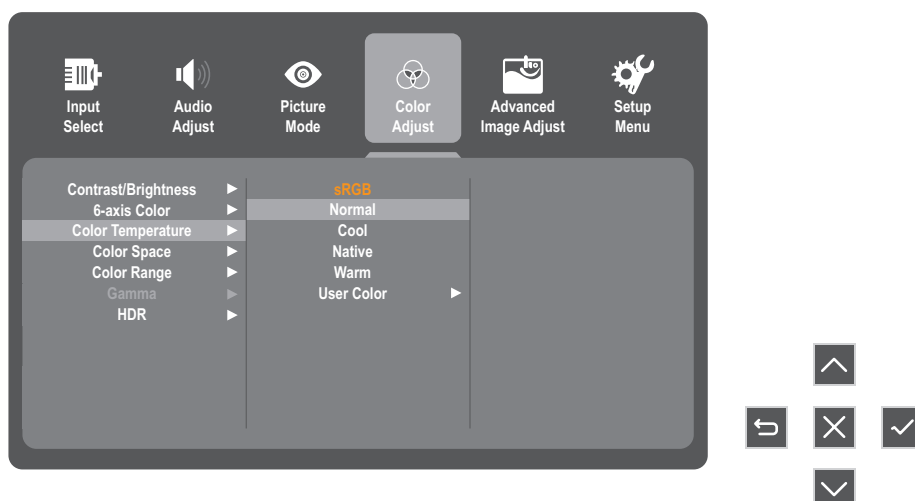 Input
Select
Audio
Adjust
Picture
Mode
Color
Adjust
Advanced
Image Adjust
Setup
Menu
Contrast/Brightness
6-axis Color
Color Temperature
Color Space
Color Range
Gamma
HDR
sRGB
Normal
Cool
Native
Warm
User Color